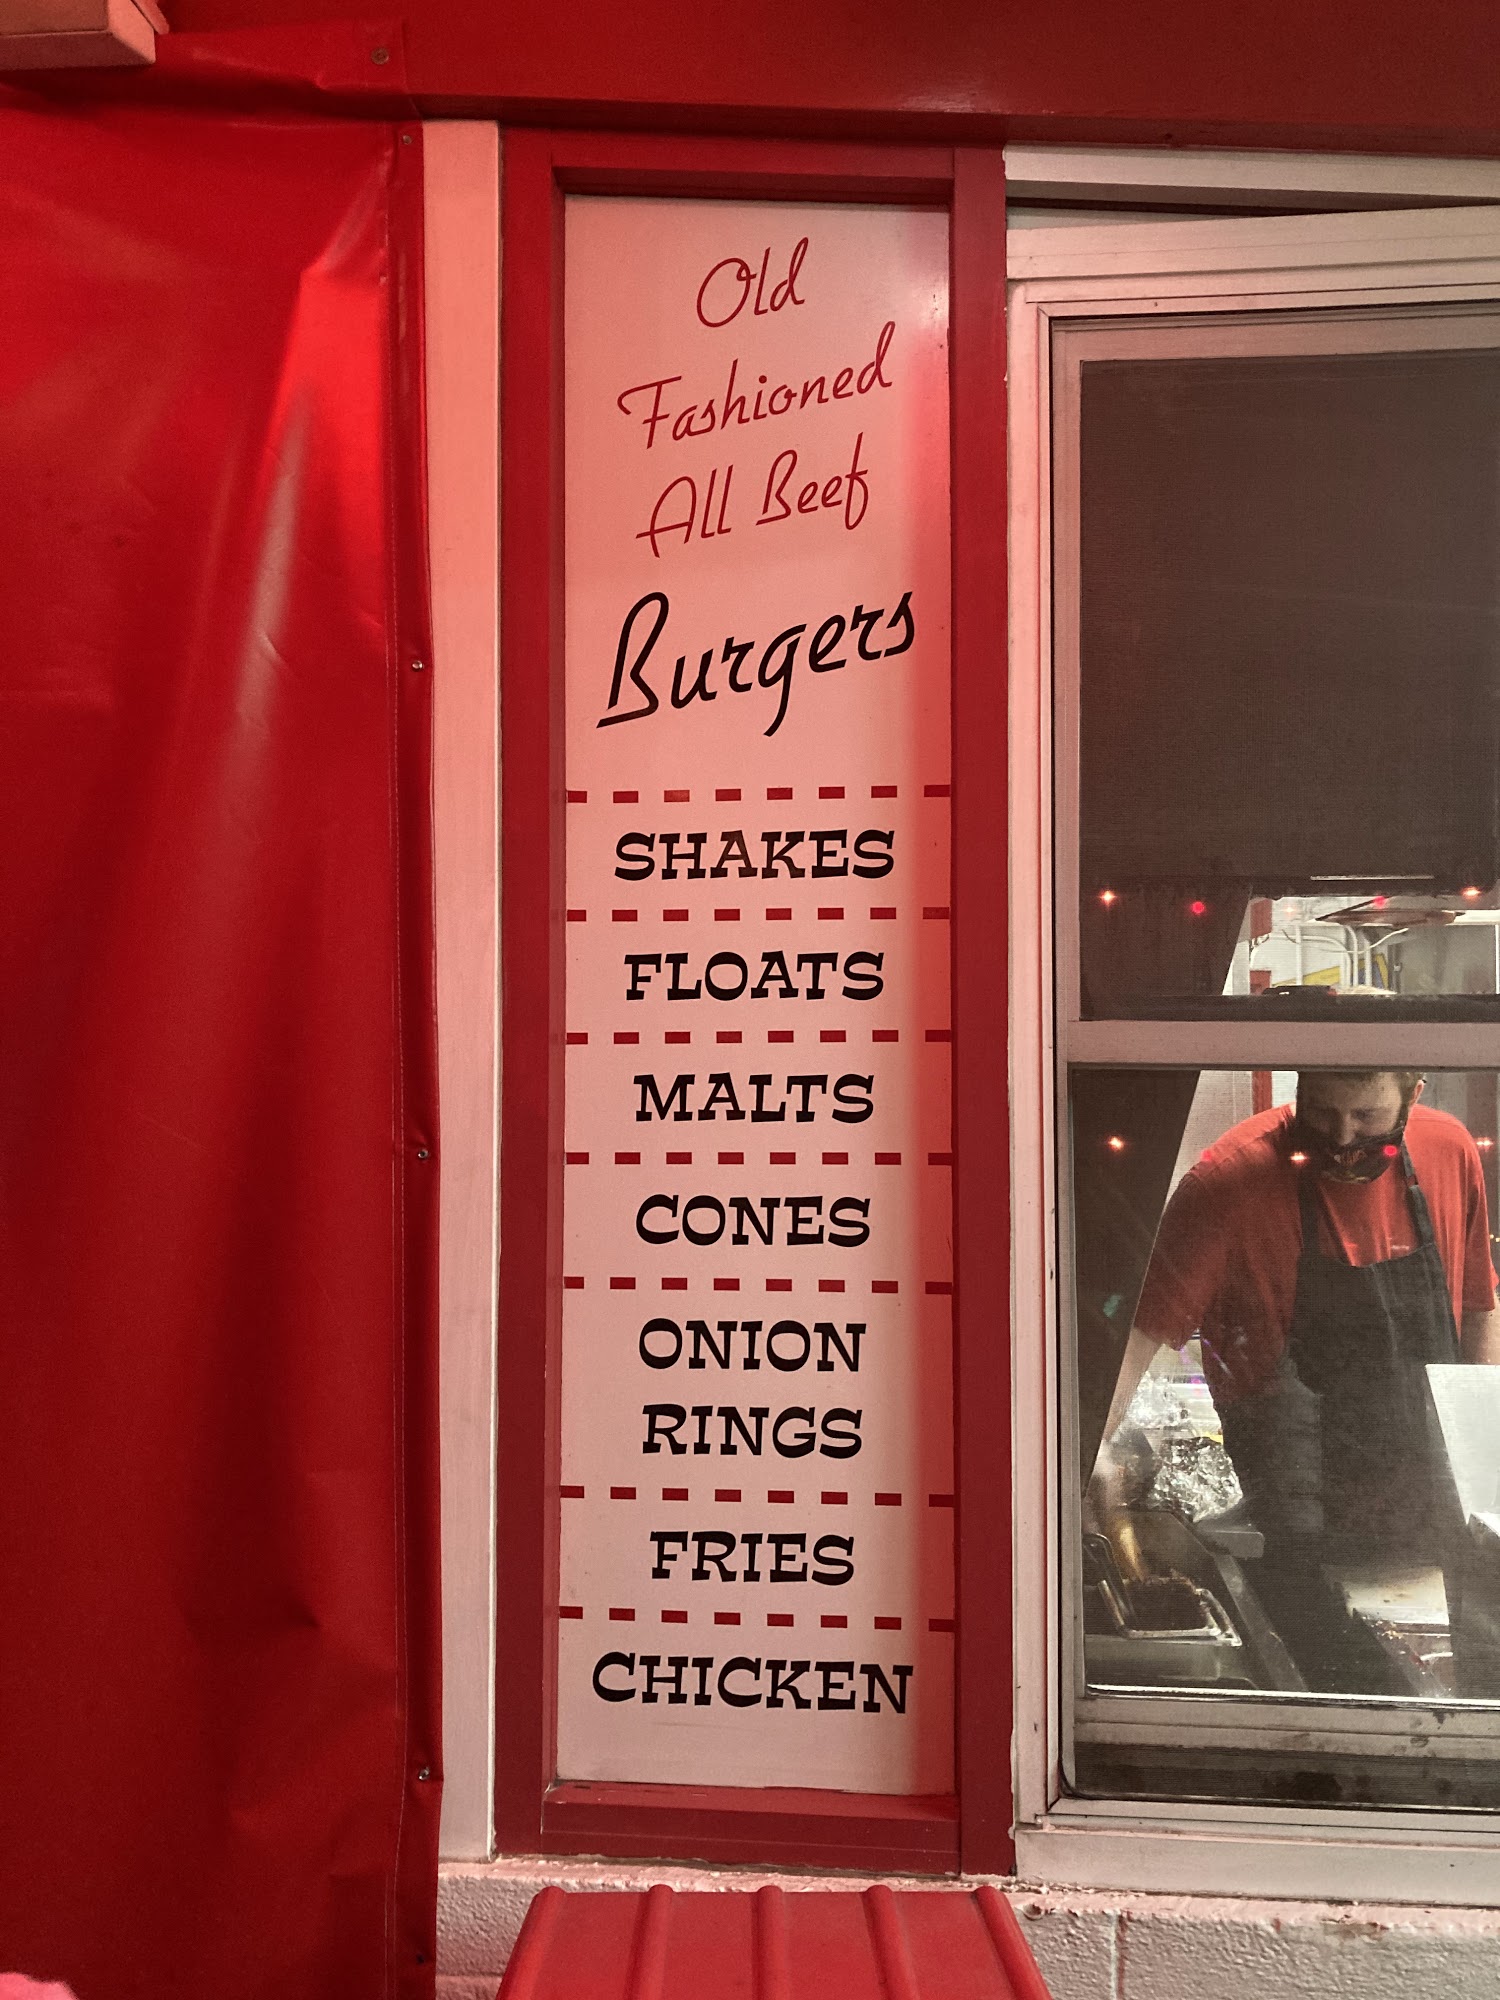 Old
Fashioned
All Beef
Burgers
SHAKES
FLOATS
MALTS
CONES
ONION
RINGS
FRIES
CHICKEN